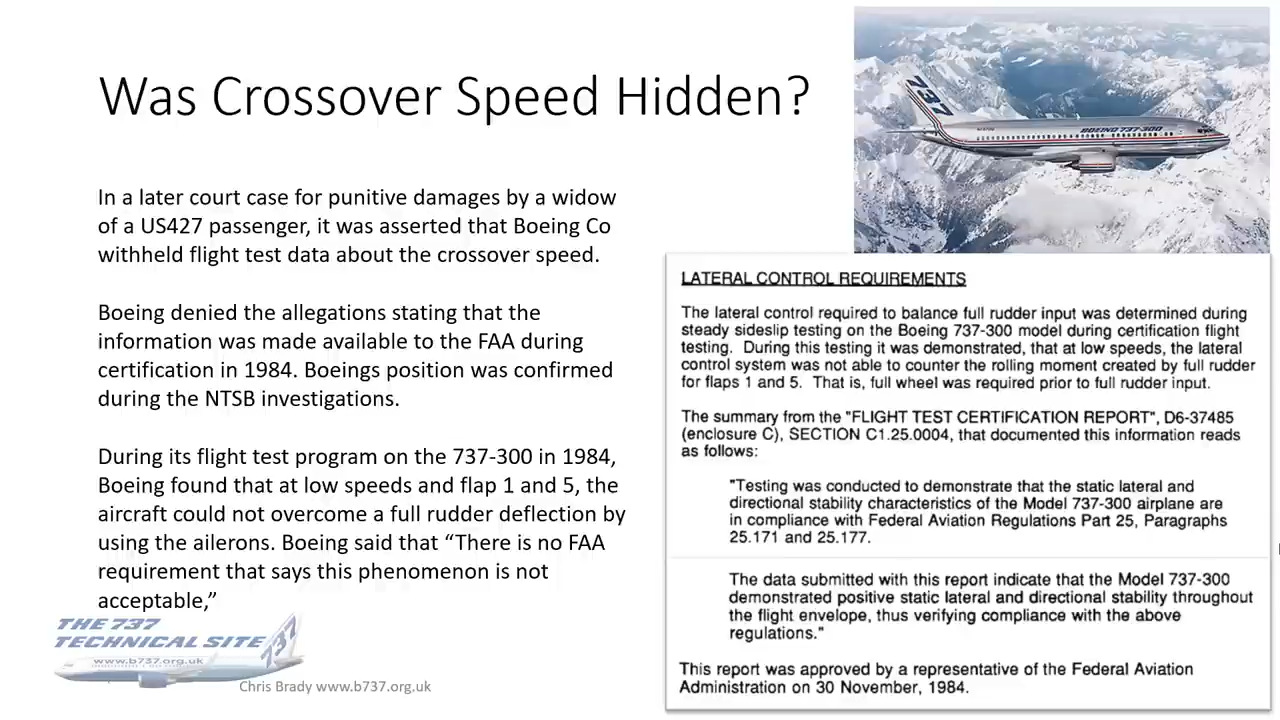 Was Crossover Speed Hidden?
737
BOEING 737-300
In a later court case for punitive damages by a widow
of a US427 passenger, it was asserted that Boeing Co
withheld flight test data about the crossover speed.
Boeing denied the allegations stating that the
information was made available to the FAA during
certification in 1984. Boeings position was confirmed
during the NTSB investigations.
During its flight test program on the 737-300 in 1984,
Boeing found that at low speeds and flap 1 and 5, the
aircraft could not overcome a full rudder deflection by
using the ailerons. Boeing said that “There is no FAA
requirement that says this phenomenon is not
acceptable,”
LATERAL CONTROL REQUIREMENTS
The lateral control required to balance full rudder input was determined during
steady sideslip testing on the Boeing 737-300 model during certification flight
testing. During this testing it was demonstrated, that at low speeds, the lateral
control system was not able to counter the rolling moment created by full rudder
for flaps 1 and 5. That is, full wheel was required prior to full rudder input.
The summary from the "FLIGHT TEST CERTIFICATION REPORT", D6-37485
(enclosure C), SECTION C1.25.0004, that documented this information reads
as follows:
"Testing was conducted to demonstrate that the static lateral and
directional stability characteristics of the Model 737-300 airplane are
in compliance with Federal Aviation Regulations Part 25, Paragraphs
25.171 and 25.177.
The data submitted with this report indicate that the Model 737-300
demonstrated positive static lateral and directional stability throughout
the flight envelope, thus verifying compliance with the above
regulations."
This report was approved by a representative of the Federal Aviation
Administration on 30 November, 1984.
THE 737
TECHNICAL SITE
737
www.b737.org.uk
Chris Brady www.b737.org.uk